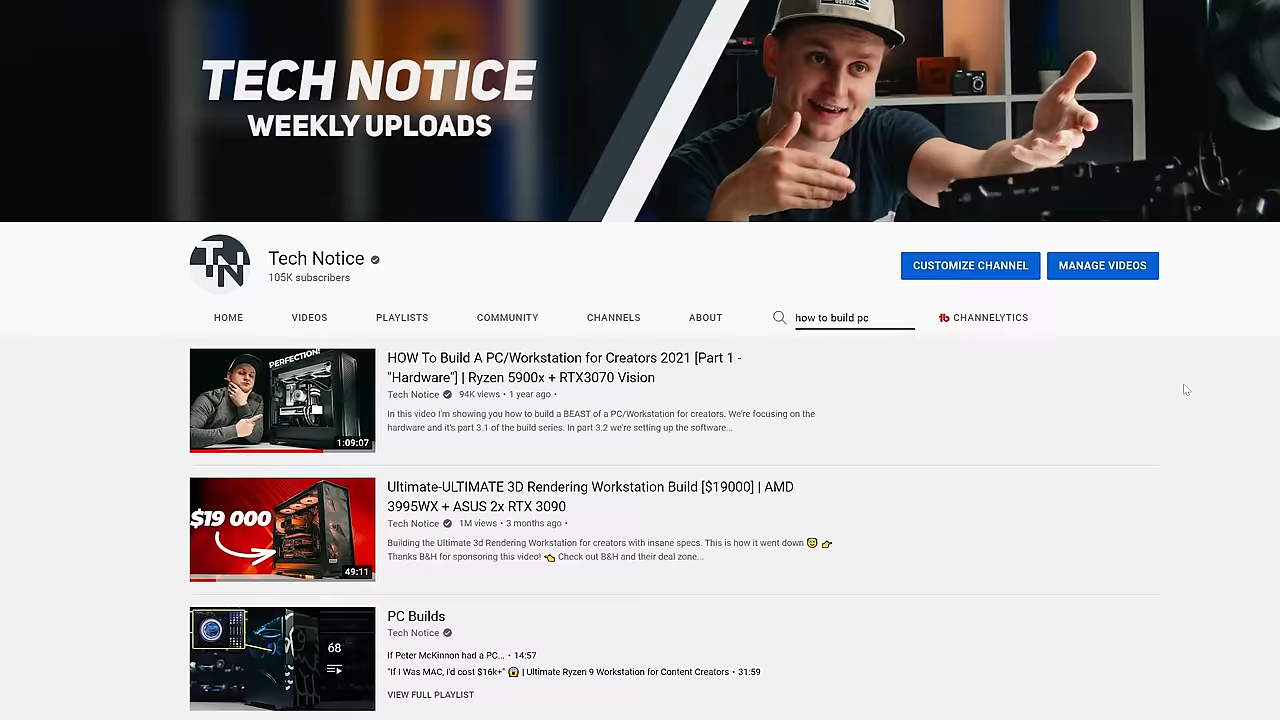 TECH NOTICE
WEEKLY UPLOADS
TN
Tech Notice
105K subscribers
CUSTOMIZE CHANNEL
MANAGE VIDEOS
HOME
VIDEOS
PLAYLISTS
COMMUNITY
CHANNELS
ABOUT
how to build pc
tb CHANNELYTICS
PERFECTION!
1:09:07
HOW To Build A PC/Workstation for Creators 2021 [Part 1 -
"Hardware"] | Ryzen 5900x + RTX3070 Vision
Tech Notice 94K views • 1 year ago •
In this video I'm showing you how to build a BEAST of a PC/Workstation for creators. We're focusing on the
hardware and it's part 3.1 of the build series. In part 3.2 we're setting up the software...
$19 000
49:11
Ultimate-ULTIMATE 3D Rendering Workstation Build [$19000] | AMD
3995WX + ASUS 2x RTX 3090
Tech Notice 1M views • 3 months ago •
Building the Ultimate 3d Rendering Workstation for creators with insane specs. This is how it went down 😇 👉
Thanks B&H for sponsoring this video! 👈 Check out B&H and their deal zone...
68
PC Builds
Tech Notice
If Peter McKinnon had a PC... • 14:57
"If I Was MAC, I'd cost $16k+" 😱 | Ultimate Ryzen 9 Workstation for Content Creators • 31:59
VIEW FULL PLAYLIST